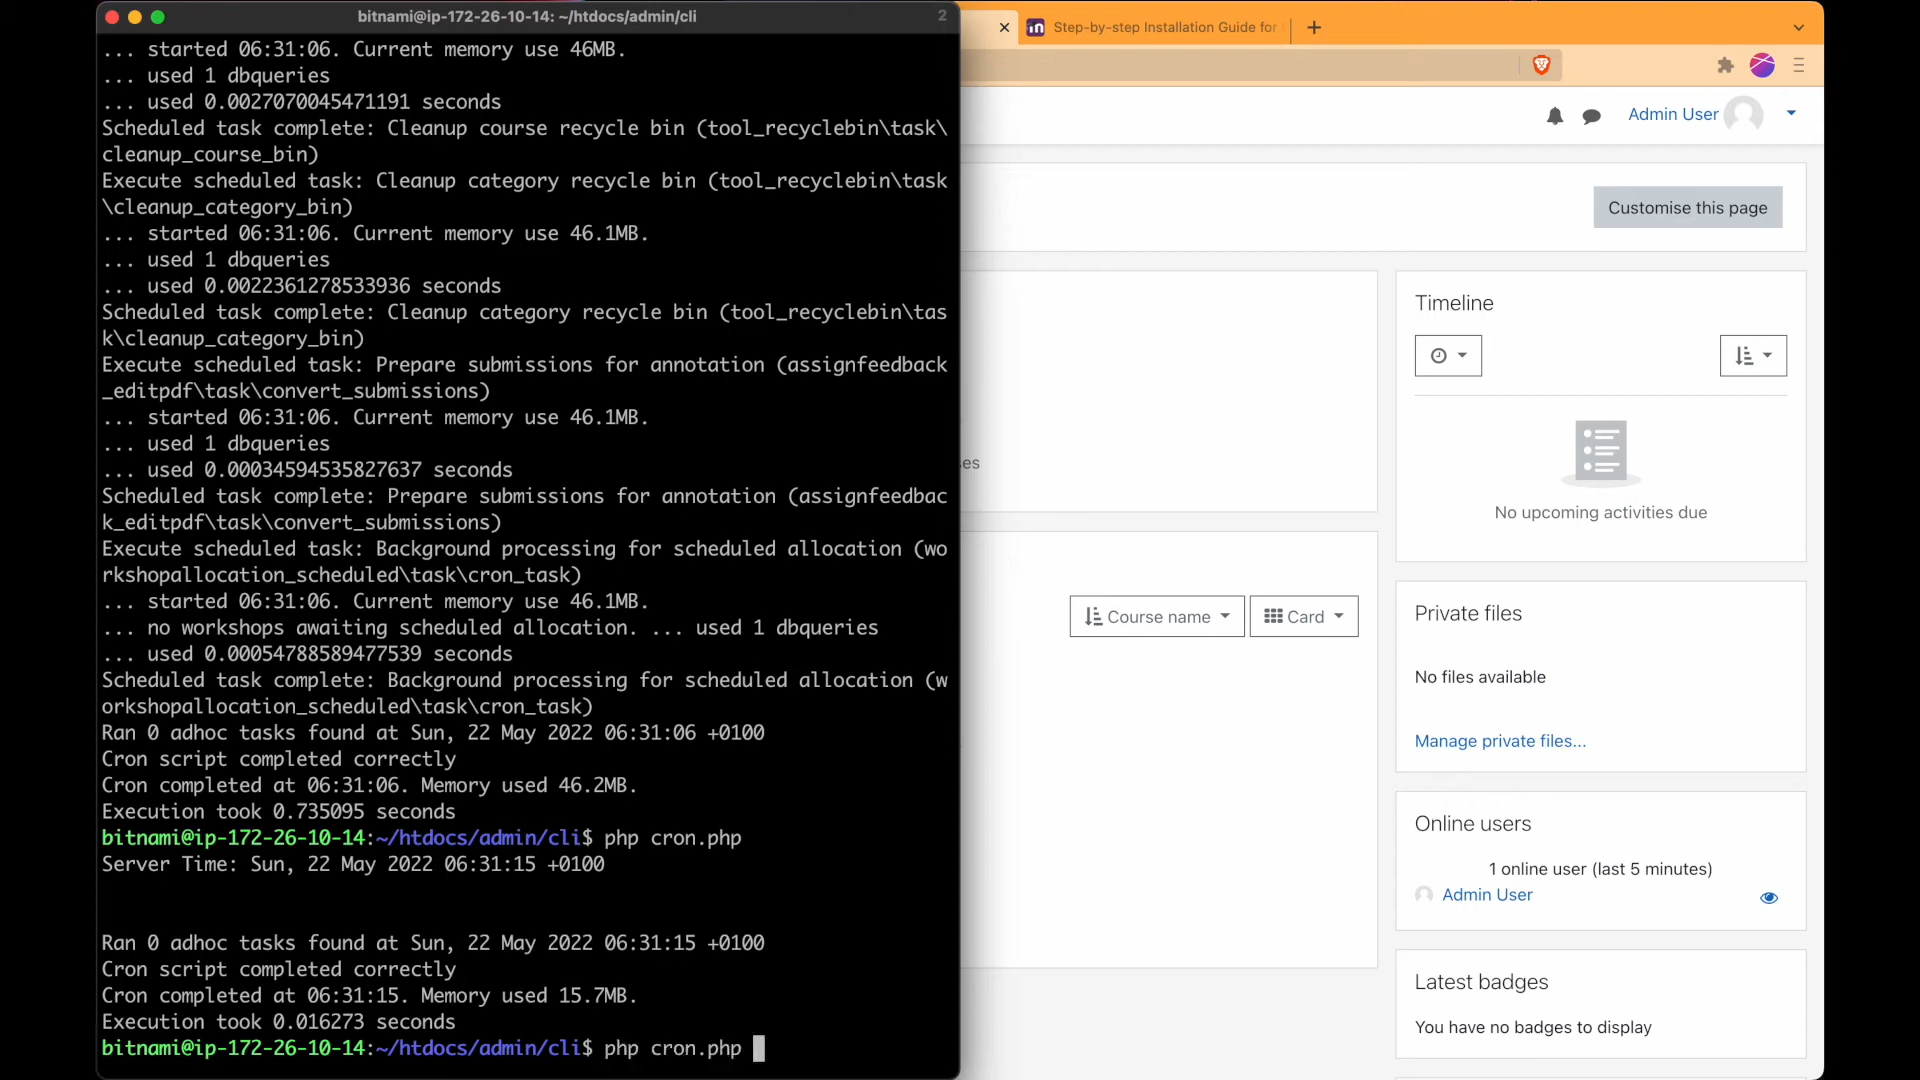 bitnami@ip-172-26-10-14: ~/htdocs/admin/cli
2
... started 06:31:06. Current memory use 46MB.
... used 1 dbqueries
... used 0.0027070045471191 seconds
Scheduled task complete: Cleanup course recycle bin (tool_recyclebin\task\
cleanup_course_bin)
Execute scheduled task: Cleanup category recycle bin (tool_recyclebin\task
\cleanup_category_bin)
... started 06:31:06. Current memory use 46.1MB.
... used 1 dbqueries
... used 0.0022361278533936 seconds
Scheduled task complete: Cleanup category recycle bin (tool_recyclebin\tas
k\cleanup_category_bin)
Execute scheduled task: Prepare submissions for annotation (assignfeedback
_editpdf\task\convert_submissions)
... started 06:31:06. Current memory use 46.1MB.
... used 1 dbqueries
... used 0.00034594535827637 seconds
Scheduled task complete: Prepare submissions for annotation (assignfeedbac
k_editpdf\task\convert_submissions)
Execute scheduled task: Background processing for scheduled allocation (wo
rkshopallocation_scheduled\task\cron_task)
... started 06:31:06. Current memory use 46.1MB.
... no workshops awaiting scheduled allocation. ... used 1 dbqueries
... used 0.00054788589477539 seconds
Scheduled task complete: Background processing for scheduled allocation (w
orkshopallocation_scheduled\task\cron_task)
Ran 0 adhoc tasks found at Sun, 22 May 2022 06:31:06 +0100
Cron script completed correctly
Cron completed at 06:31:06. Memory used 46.2MB.
Execution took 0.735095 seconds
bitnami@ip-172-26-10-14:~/htdocs/admin/cli$ php cron.php
Server Time: Sun, 22 May 2022 06:31:15 +0100
Ran 0 adhoc tasks found at Sun, 22 May 2022 06:31:15 +0100
Cron script completed correctly
Cron completed at 06:31:15. Memory used 15.7MB.
Execution took 0.016273 seconds
bitnami@ip-172-26-10-14:~/htdocs/admin/cli$ php cron.php
Step-by-step Installation Guide for
Admin User
Customise this page
es
Course name
Card
Timeline
No upcoming activities due
Private files
No files available
Manage private files...
Online users
1 online user (last 5 minutes)
Admin User
Latest badges
You have no badges to display